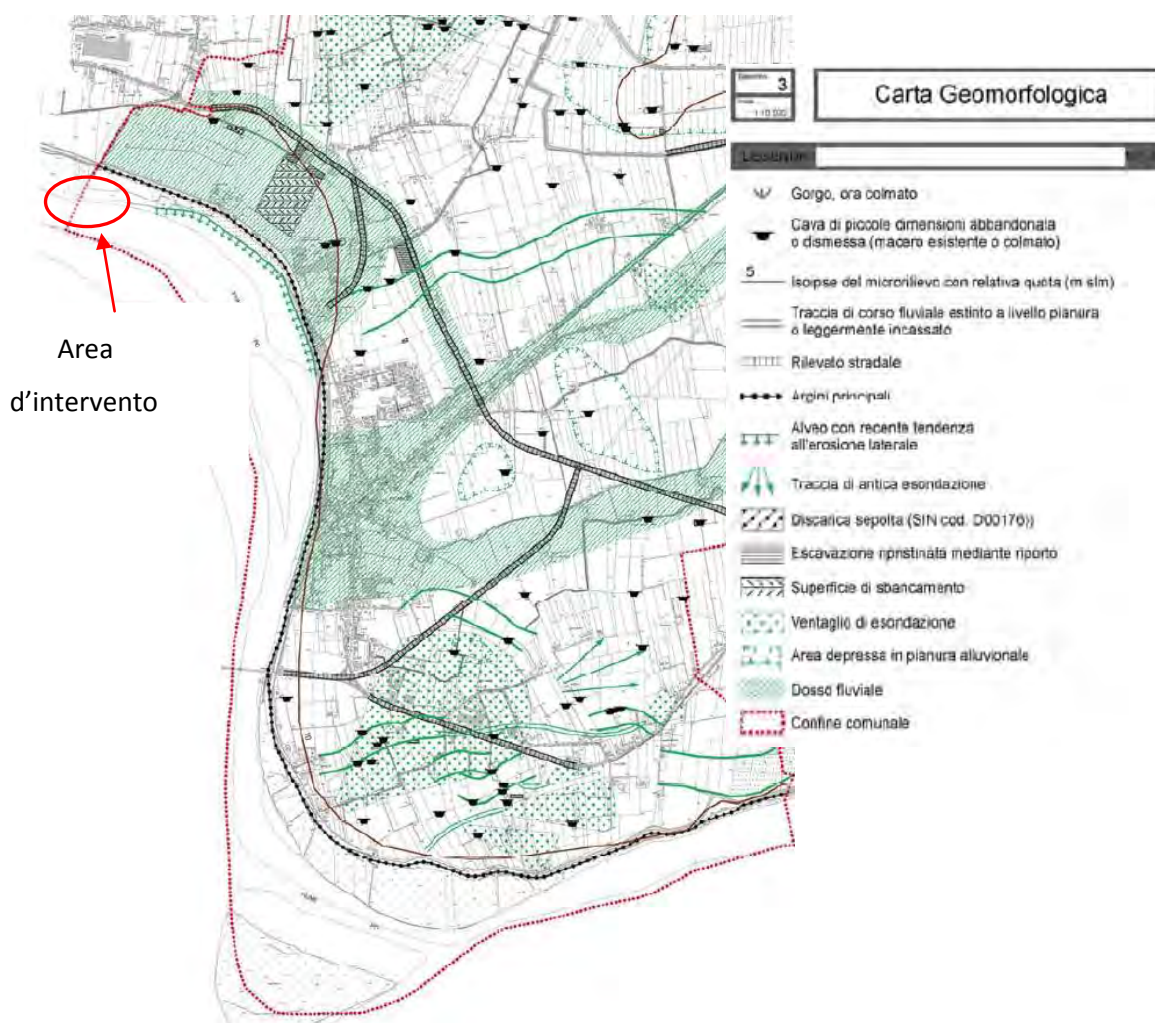 Area
d'intervento
3
Carta Geomorfologica
Gorgo, ora colmato
Cava di piccole dimensioni abbandonata
o dismessa (macero esistente o colmato)
5
Isoipse del microrilievo con relativa quota (m slm)
Traccia di corso fluviale estinto a livello pianura
o leggermente incassato
Rilevato stradale
Argini principali
Alveo con recente tendenza
all'erosione laterale
Traccia di antica esondazione
Discarica sepolta (SIN cod. D00176))
Escavazione ripristinata mediante riporto
Superficie di sbancamento
Ventaglio di esondazione
Area depressa in pianura alluvionale
Dosso fluviale
Confine comunale